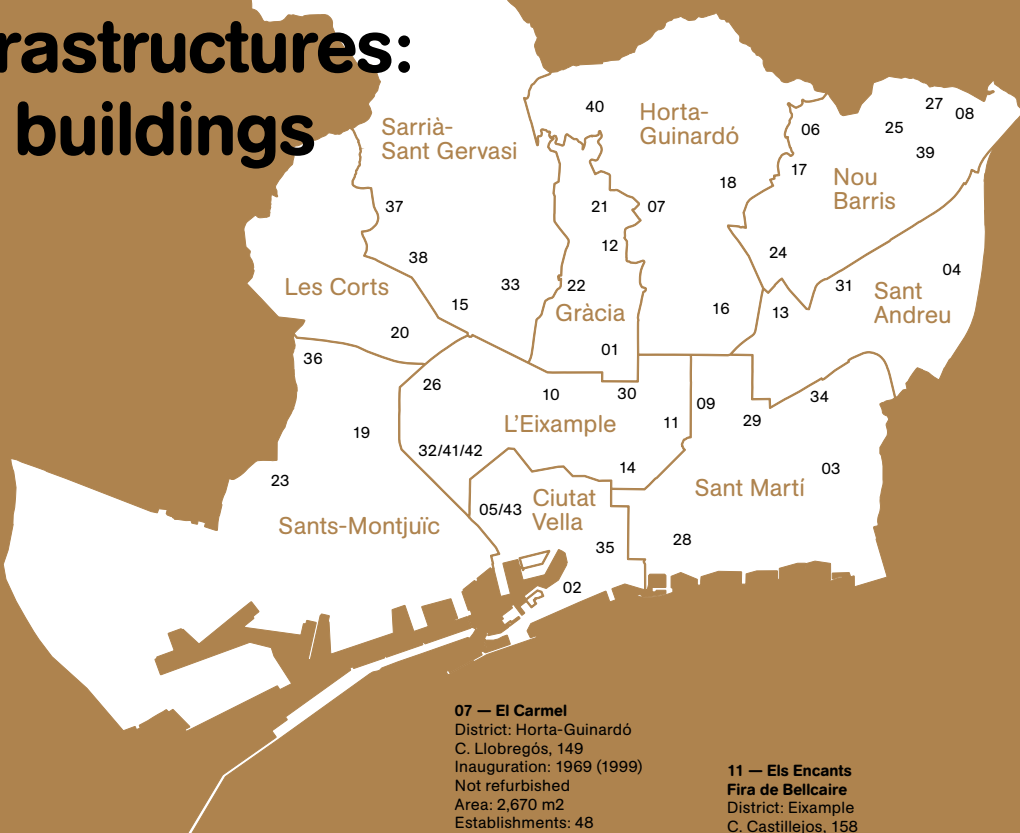 rastructures:
buildings
40
Horta-
Guinardó
27
08
06
25
Sarrià-
Sant Gervasi
39
17
Nou
Barris
18
37
21
07
12
24
38
04
33
22
31
Sant
Andreu
Les Corts
15
Gràcia
16
13
20
01
36
26
10
30
09
34
L'Eixample
11
29
19
32/41/42
14
03
23
Ciutat
Vella
Sant Martí
05/43
Sants-Montjuïc
35
28
02
07 — El Carmel
District: Horta-Guinardó
C. Llobregós, 149
Inauguration: 1969 (1999)
Not refurbished
Area: 2,670 m2
Establishments: 48
11 — Els Encants
Fira de Bellcaire
District: Eixample
C. Castillejos, 158